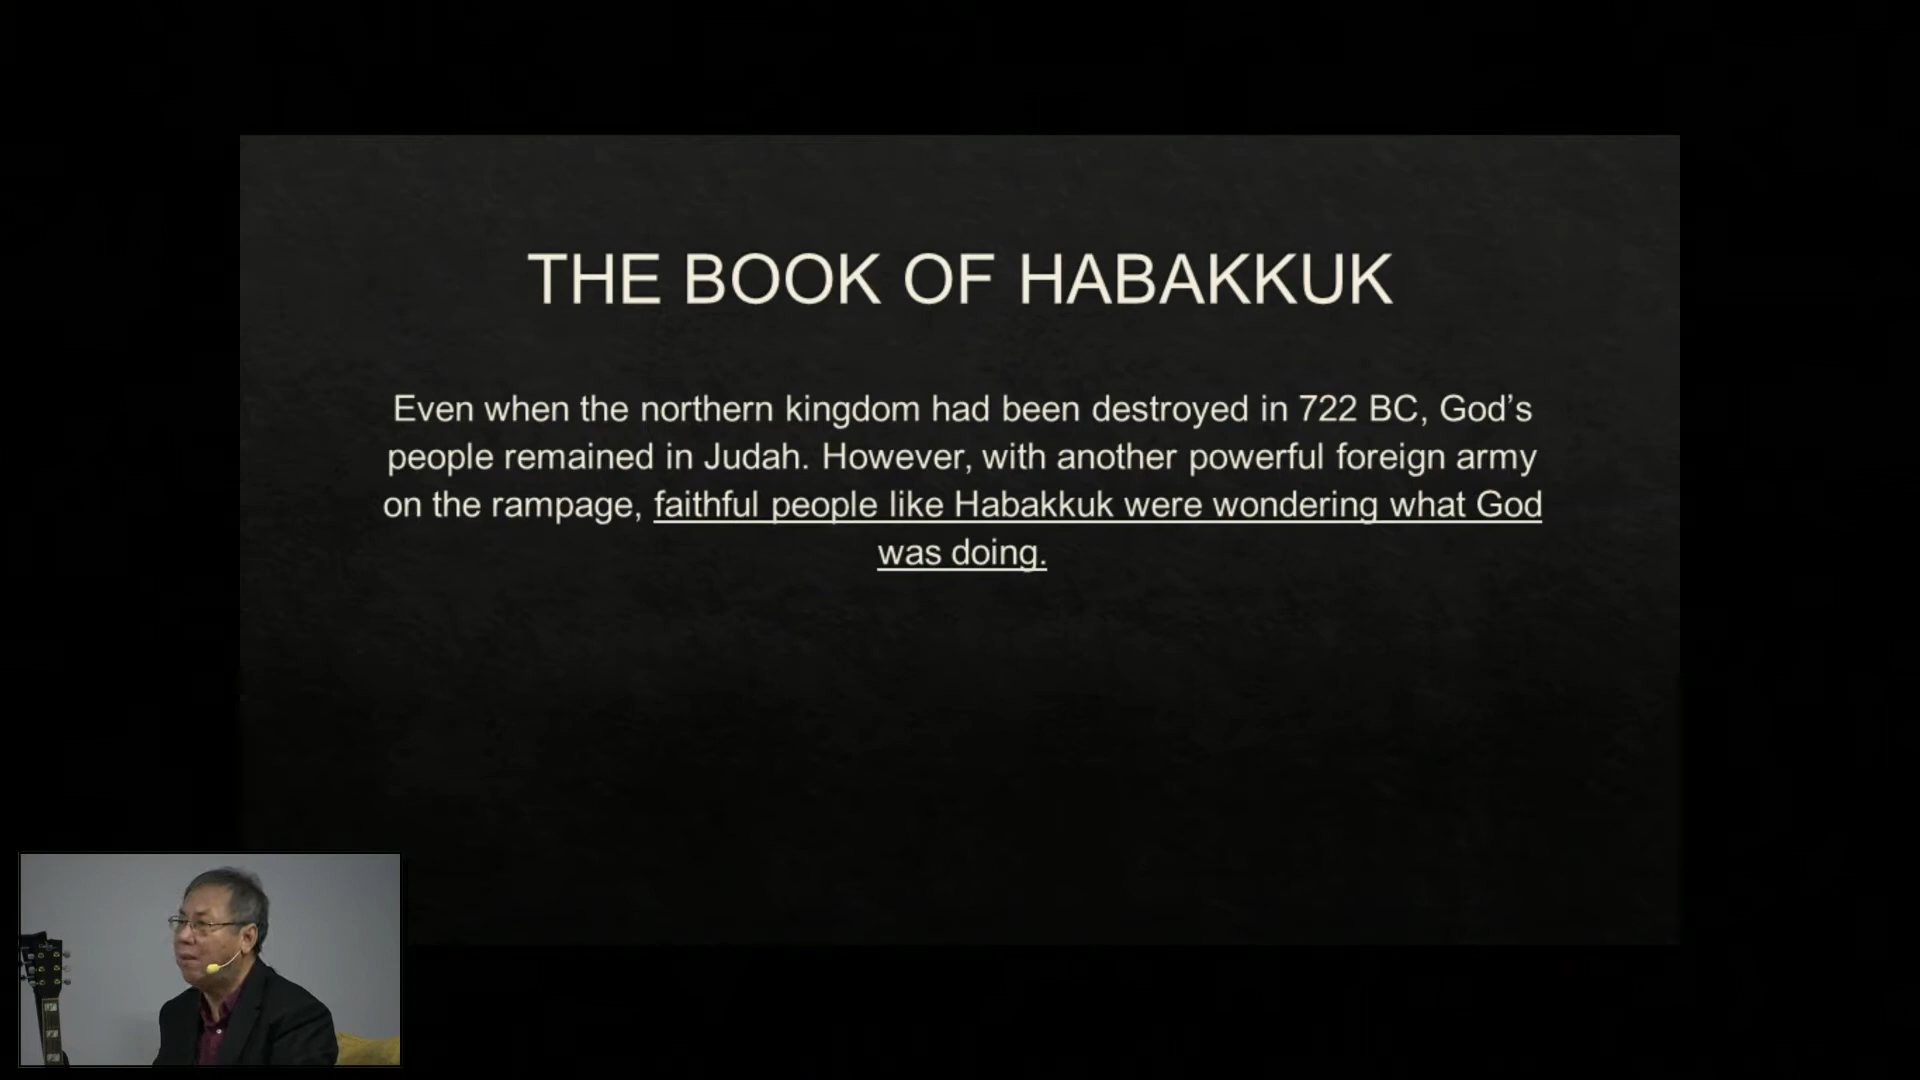 THE BOOK OF HABAKKUK
Even when the northern kingdom had been destroyed in 722 BC, God’s
people remained in Judah. However, with another powerful foreign army
on the rampage, faithful people like Habakkuk were wondering what God
was doing.